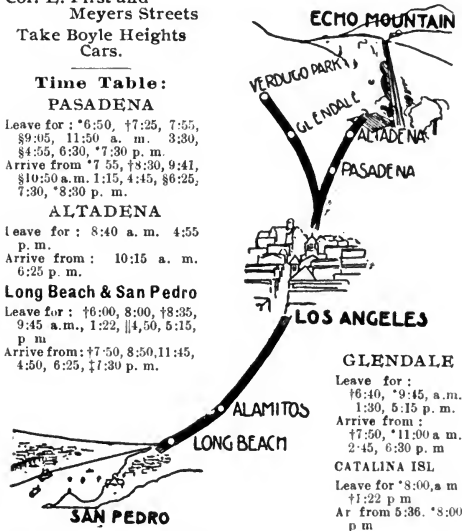 Cor. E. First and
Meyers Streets
Take Boyle Heights
Cars.
Time Table:
PASADENA
Leave for : *6:50, †7:25, 7:55,
§9:05, 11:50 a. m. 3:30,
§4:55, 6:30, *7:30 p. m.
Arrive from *7 55, †8:30, 9:41,
§10:50 a.m. 1:15, 4:45, §6:25,
7:30, *8:30 p. m.
ALTADENA
Leave for : 8:40 a. m. 4:55
p. m.
Arrive from : 10:15 a. m.
6:25 p. m.
Long Beach & San Pedro
Leave for : †6:00, 8:00, †8:35,
9:45 a.m., 1:22, ||4,50, 5:15,
p m
Arrive from: †7·50, 8:50, 11:45,
4:50, 6:25, ‡7:30 p. m.
ECHO MOUNTAIN
VERDUGO PARK
GLENDALE
ALTADENA
PASADENA
LOS ANGELES
ALAMITOS
LONG BEACH
SAN PEDRO
GLENDALE
Leave for :
†6:40, *9:45, a.m.
1:30, 5:15 p. m.
Arrive from :
†7:50, *11:00 a m.
2·45, 6:30 p. m
CATALINA ISL
Leave for *8:00,a m
†1:22 p m
Ar from 5:36. *8:00
p m